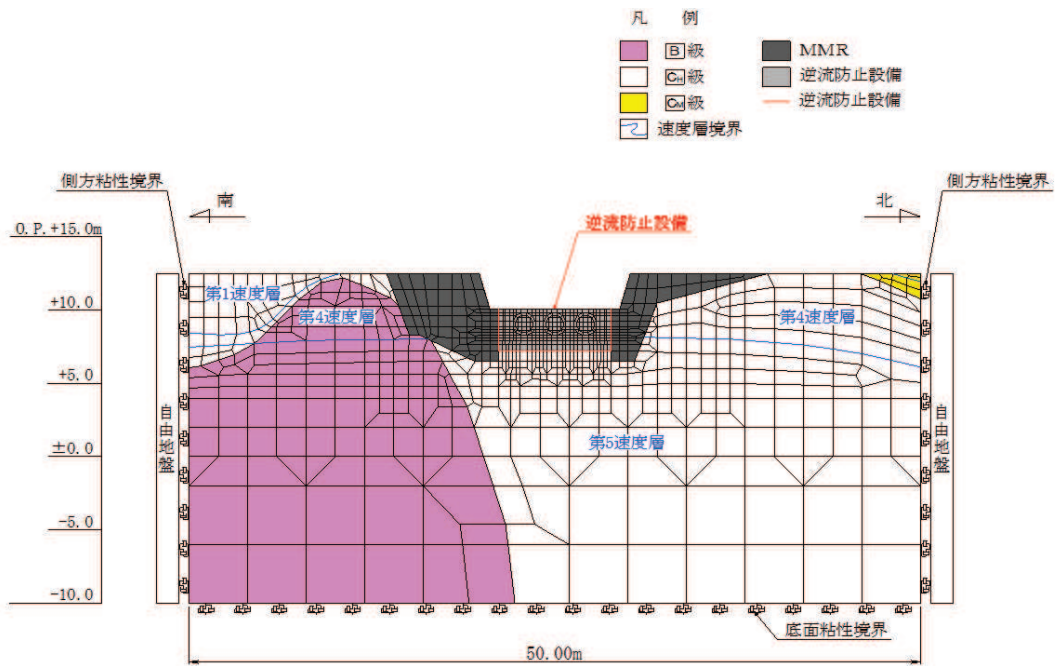 凡 例
B級
CH級
CM級
速度層境界
MMR
逆流防止設備
逆流防止設備
側方粘性境界
南
北
側方粘性境界
逆流防止設備
O.P.+15.0m
+10.0
+5.0
±0.0
-5.0
-10.0
第1速度層
第4速度層
第4速度層
第5速度層
自由地盤
自由地盤
底面粘性境界
50.00m